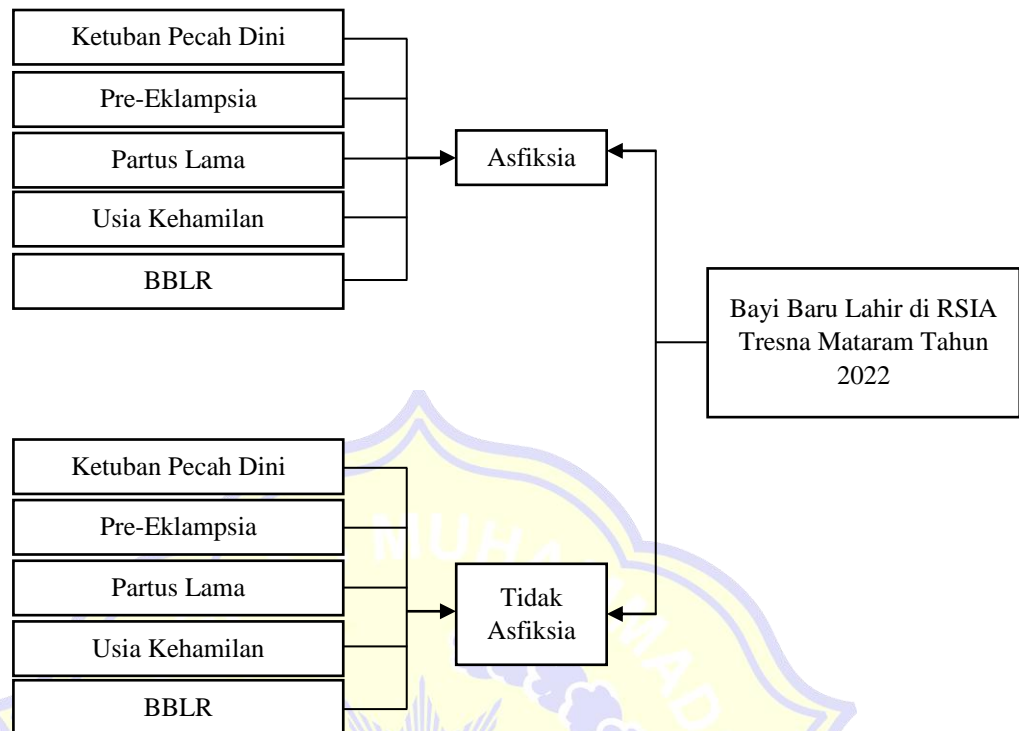 Ketuban Pecah Dini
Pre-Eklampsia
Partus Lama
Usia Kehamilan
BBLR
Asfiksia
Bayi Baru Lahir di RSIA
Tresna Mataram Tahun
2022
Ketuban Pecah Dini
Pre-Eklampsia
Partus Lama
Usia Kehamilan
BBLR
Tidak
Asfiksia